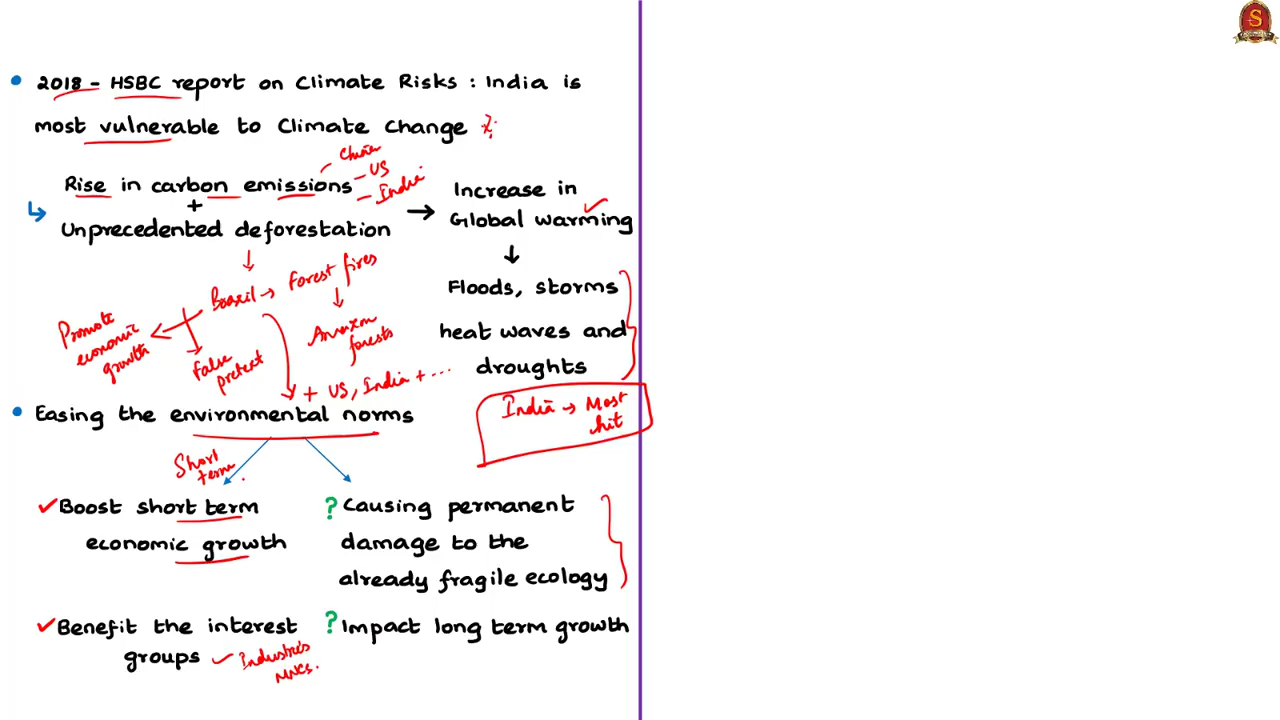 2018 - HSBC report on Climate Risks : India is
most vulnerable to Climate Change
China
- US
- India
Rise in carbon emissions
+
Unprecedented deforestation
Increase in
Global warming
Floods, storms
heat waves and
droughts
Brazil → Forest fires
Amazon
forests
Promote
economic
growth
False
pretext
+ US, India + ...
India → Most
hit
Easing the environmental norms
Short
term
Boost short term
economic growth
? Causing permanent
damage to the
already fragile ecology
Benefit the interest
groups
Industries
MNCs.
? Impact long term growth
S